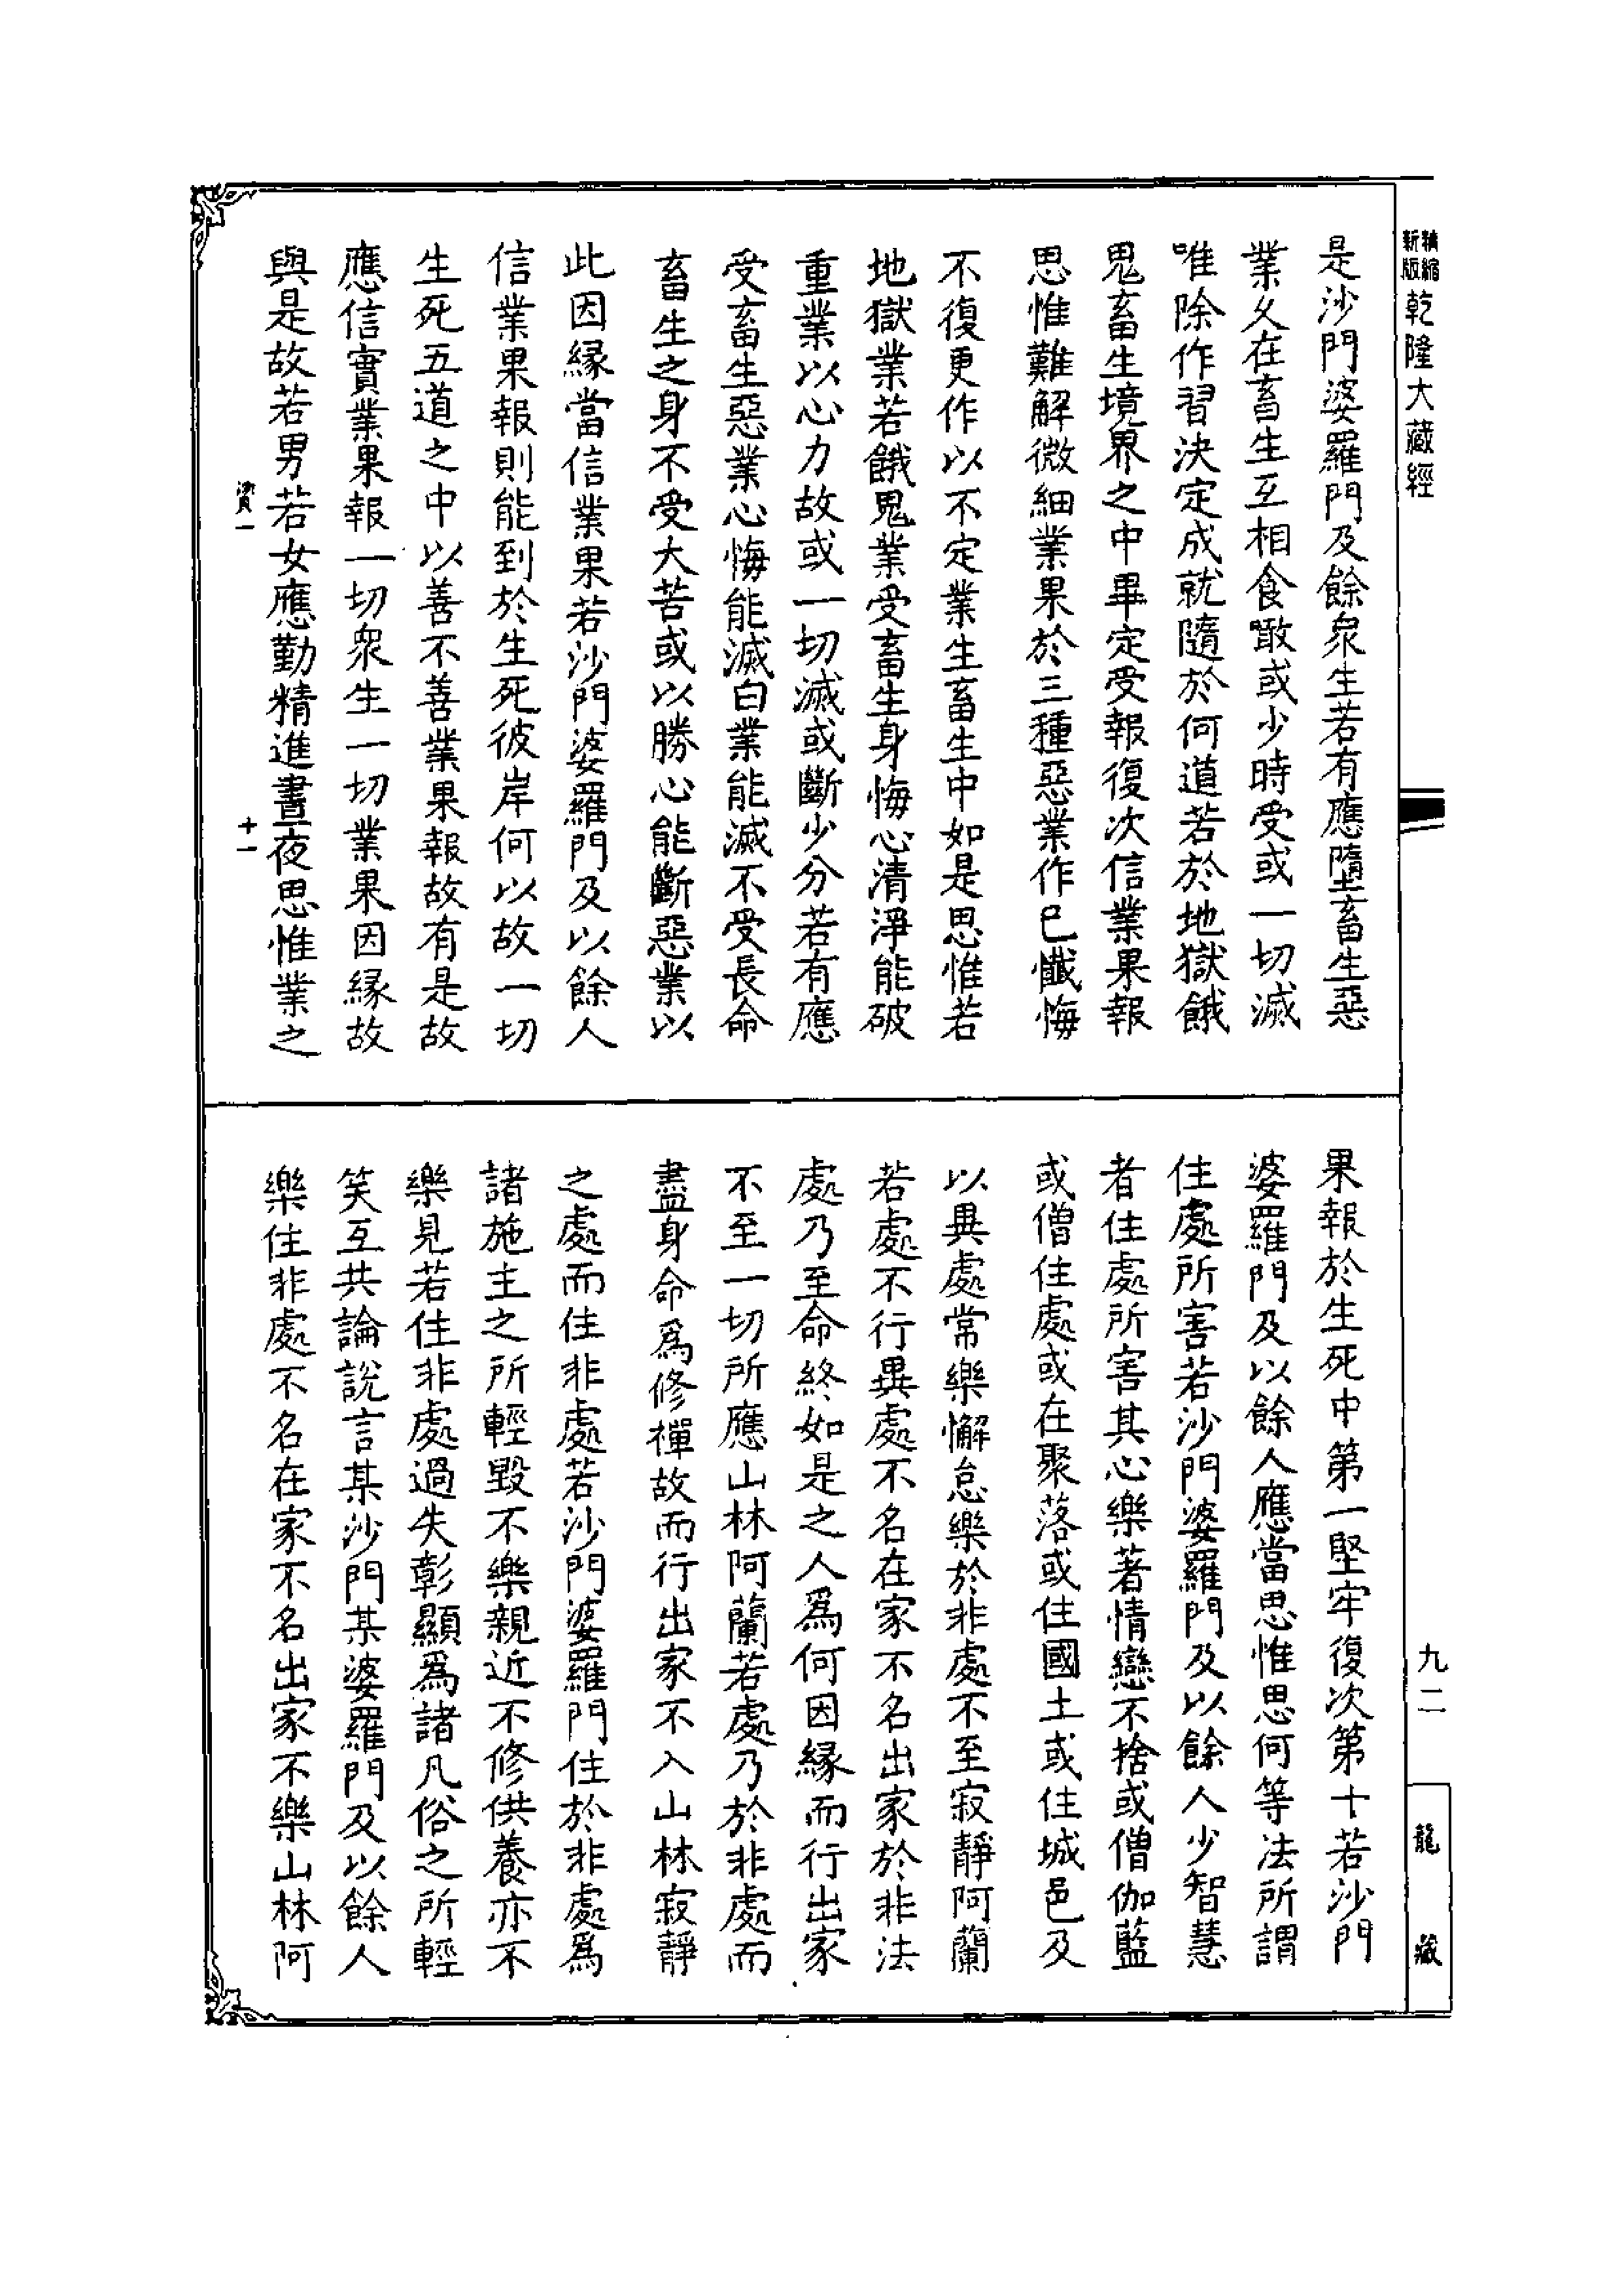 精縮
新版
乾隆大藏經
是沙門婆羅門及餘衆生若有應墮畜生惡
業久在畜生互相食噉或少時受或一切滅
唯除作習決定成就隨於何道若於地獄餓
鬼畜生境界之中畢定受報復次信業果報
思惟難解微細業果於三種惡業作已懺悔
不復更作以不定業生畜生中如是思惟若
地獄業若餓鬼業受畜生身悔心清淨能破
重業以心力故或一切滅或斷少分若有應
受畜生惡業心悔能滅白業能滅不受長命
畜生之身不受大苦或以勝心能斷惡業以
此因緣當信業果若沙門婆羅門及以餘人
信業果報則能到於生死彼岸何以故一切
生死五道之中以善不善業果報故有是故
應信實業果報一切衆生一切業果因緣故
與是故若男若女應勤精進晝夜思惟業之
資一
十一
果報於生死中第一堅牢復次第十若沙門
婆羅門及以餘人應當思惟思何等法所謂
住處所害若沙門婆羅門及以餘人少智慧
者住處所害其心樂著情戀不捨或僧伽藍
或僧住處或在聚落或住國土或住城邑及
以異處常樂懈怠樂於非處不至寂靜阿蘭
若處不行異處不名在家不名出家於非法
處乃至命終如是之人爲何因緣而行出家
不至一切所應山林阿蘭若處乃於非處而
盡身命爲修禪故而行出家不入山林寂靜
之處而住非處若沙門婆羅門住於非處爲
諸施主之所輕毀不樂親近不修供養亦不
樂見若住非處過失彰顯爲諸凡俗之所輕
笑互共論說言某沙門某婆羅門及以餘人
樂住非處不名在家不名出家不樂山林阿
九二
龍藏